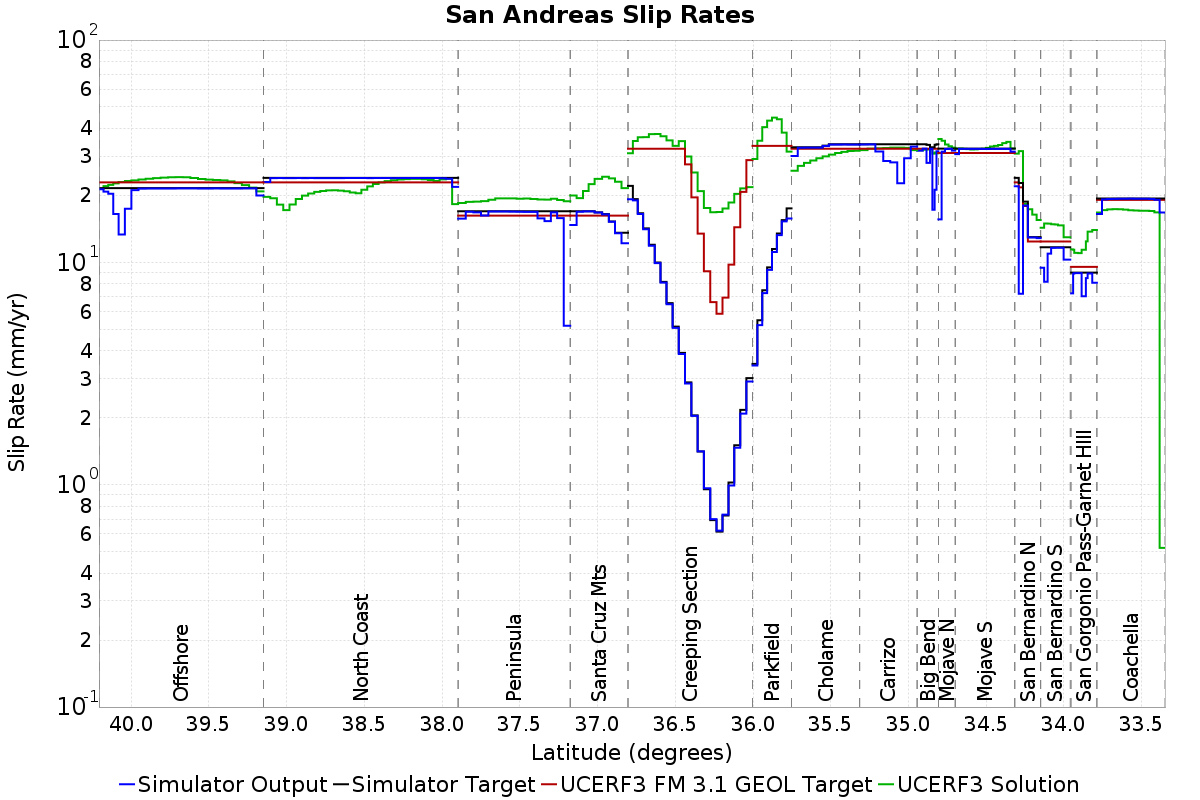 San Andreas Slip Rates
Slip Rate (mm/yr)
10^2
8
6
4
3
2
10^1
8
6
4
3
2
10^0
8
6
4
3
2
10^-1
Offshore
North Coast
Peninsula
Santa Cruz Mts
Creeping Section
Parkfield
Cholame
Carrizo
Big Bend
Mojave N
Mojave S
San Bernardino N
San Bernardino S
San Gorgonio Pass-Garnet HIll
Coachella
40.0 39.5 39.0 38.5 38.0 37.5 37.0 36.5 36.0 35.5 35.0 34.5 34.0 33.5
Latitude (degrees)
Simulator Output Simulator Target UCERF3 FM 3.1 GEOL Target UCERF3 Solution